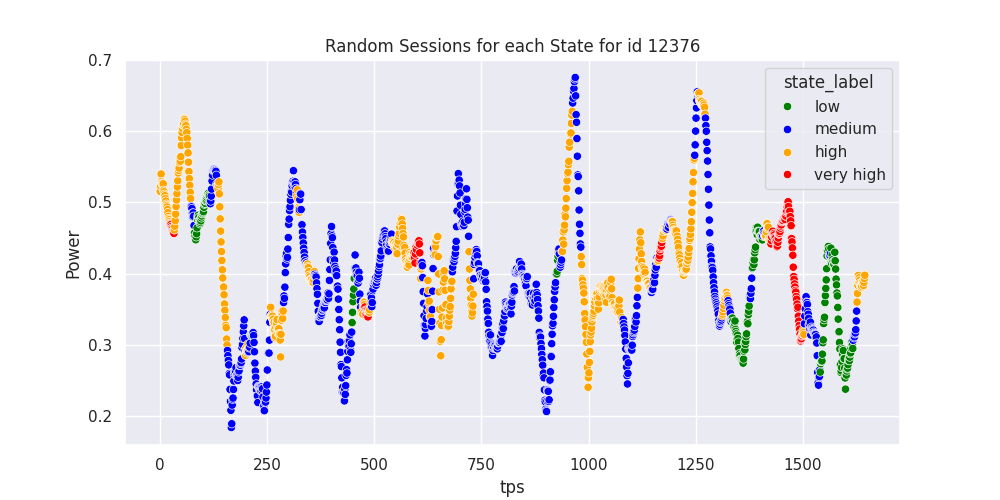 Random Sessions for each State for id 12376
Power
0.7
0.6
0.5
0.4
0.3
0.2
state_label
low
medium
high
very high
0 250 500 750 1000 1250 1500
tps